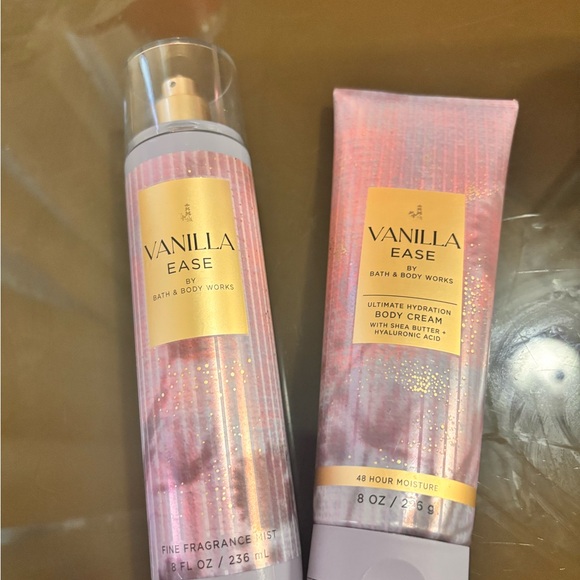 VANILLA
EASE
BY
BATH & BODY WORKS
FINE FRAGRANCE MIST
8 FL OZ / 236 mL
VANILLA
EASE
BY
BATH & BODY WORKS
ULTIMATE HYDRATION
BODY CREAM
WITH SHEA BUTTER +
HYALURONIC ACID
48 HOUR MOISTURE
8 OZ / 226 g